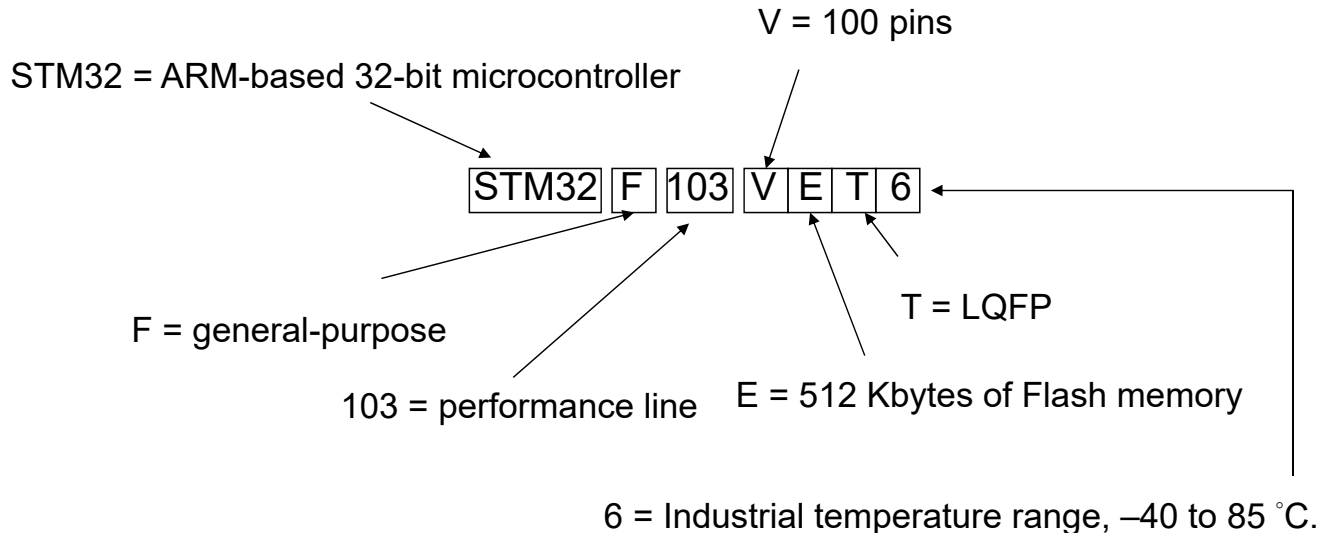 V = 100 pins
STM32 = ARM-based 32-bit microcontroller
STM32 F 103 V E T 6
T = LQFP
F = general-purpose
E = 512 Kbytes of Flash memory
103 = performance line
6 = Industrial temperature range, –40 to 85 °C.